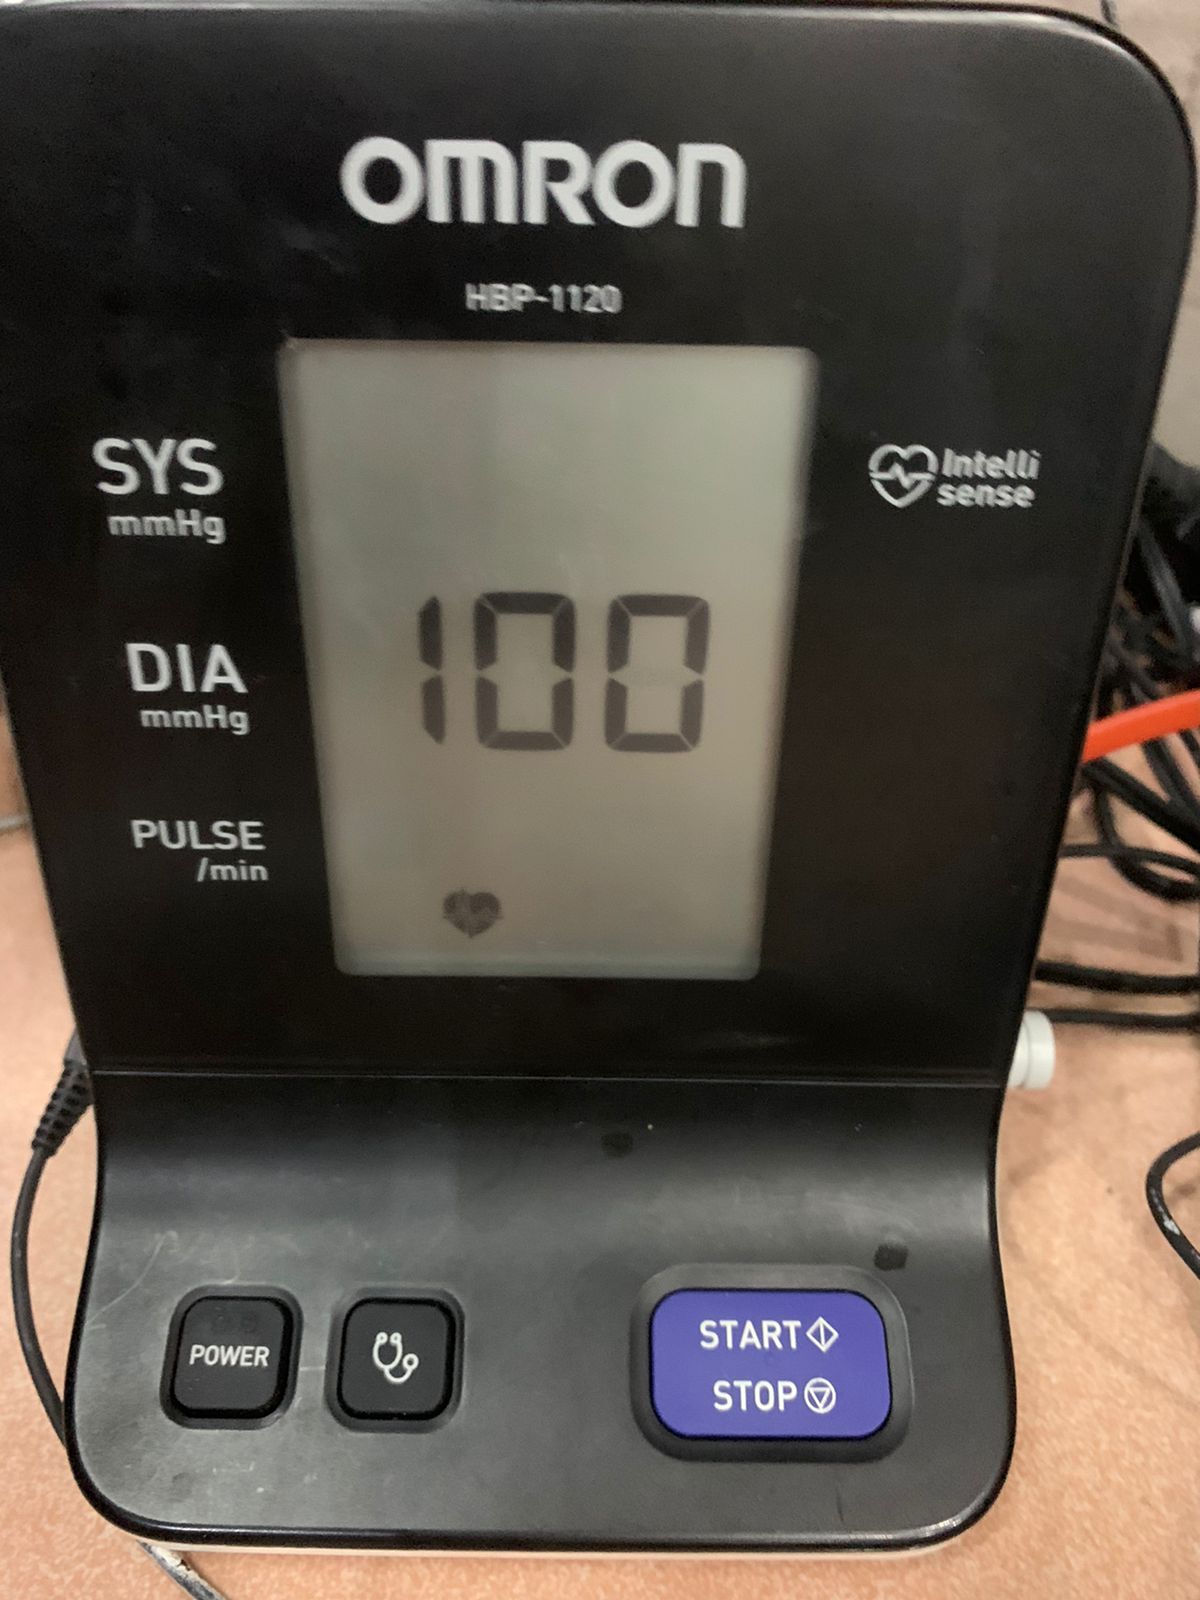 OMRON
HBP-1120
SYS
mmHg
Intelli
sense
100
DIA
mmHg
PULSE
/min
POWER
START
STOP